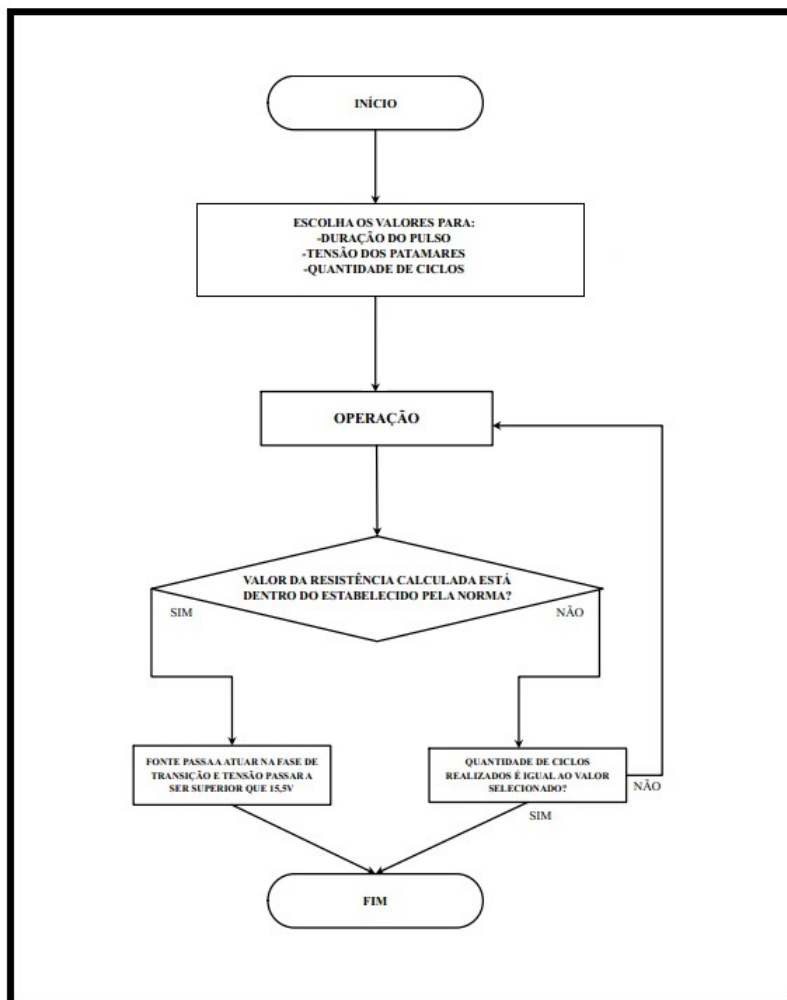 INÍCIO
ESCOLHA OS VALORES PARA:
-DURAÇÃO DO PULSO
-TENSÃO DOS PATAMARES
-QUANTIDADE DE CICLOS
OPERAÇÃO
VALOR DA RESISTÊNCIA CALCULADA ESTÁ
DENTRO DO ESTABELECIDO PELA NORMA?
SIM
NÃO
FONTE PASSA A ATUAR NA FASE DE
TRANSIÇÃO E TENSÃO PASSAR A
SER SUPERIOR QUE 15,5V
QUANTIDADE DE CICLOS
REALIZADOS É IGUAL AO VALOR
SELECIONADO?
NÃO
SIM
FIM